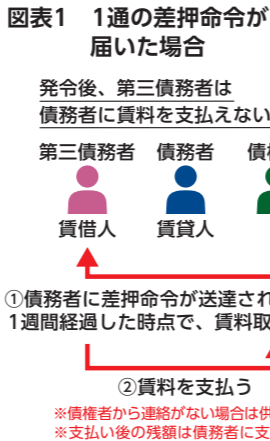 図表1 1通の差押命令が
届いた場合
発令後、第三債務者は
債務者に賃料を支払えない
第三債務者 債務者 債
賃借人 賃貸人
①債務者に差押命令が送達され
1週間経過した時点で、賃料取
②賃料を支払う
※債権者から連絡がない場合は供
※支払い後の残額は債務者に支